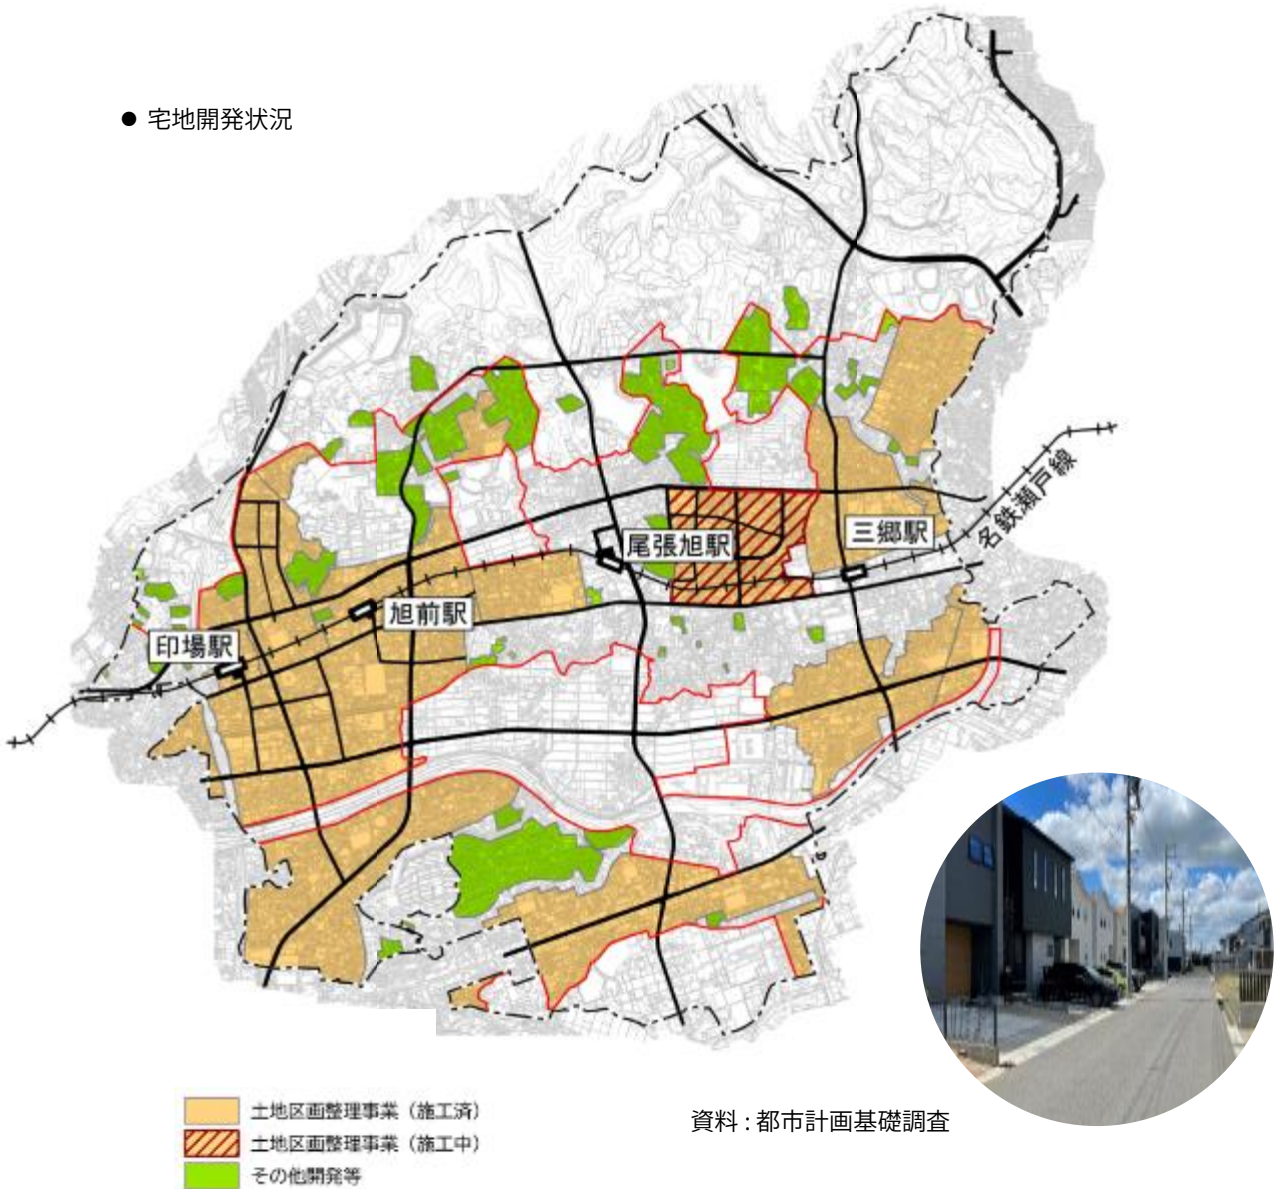 ● 宅地開発状況
名鉄瀬戸線
三郷駅
尾張旭駅
旭前駅
印場駅
土地区画整理事業（施工済）
土地区画整理事業（施工中）
その他開発等
資料：都市計画基礎調査